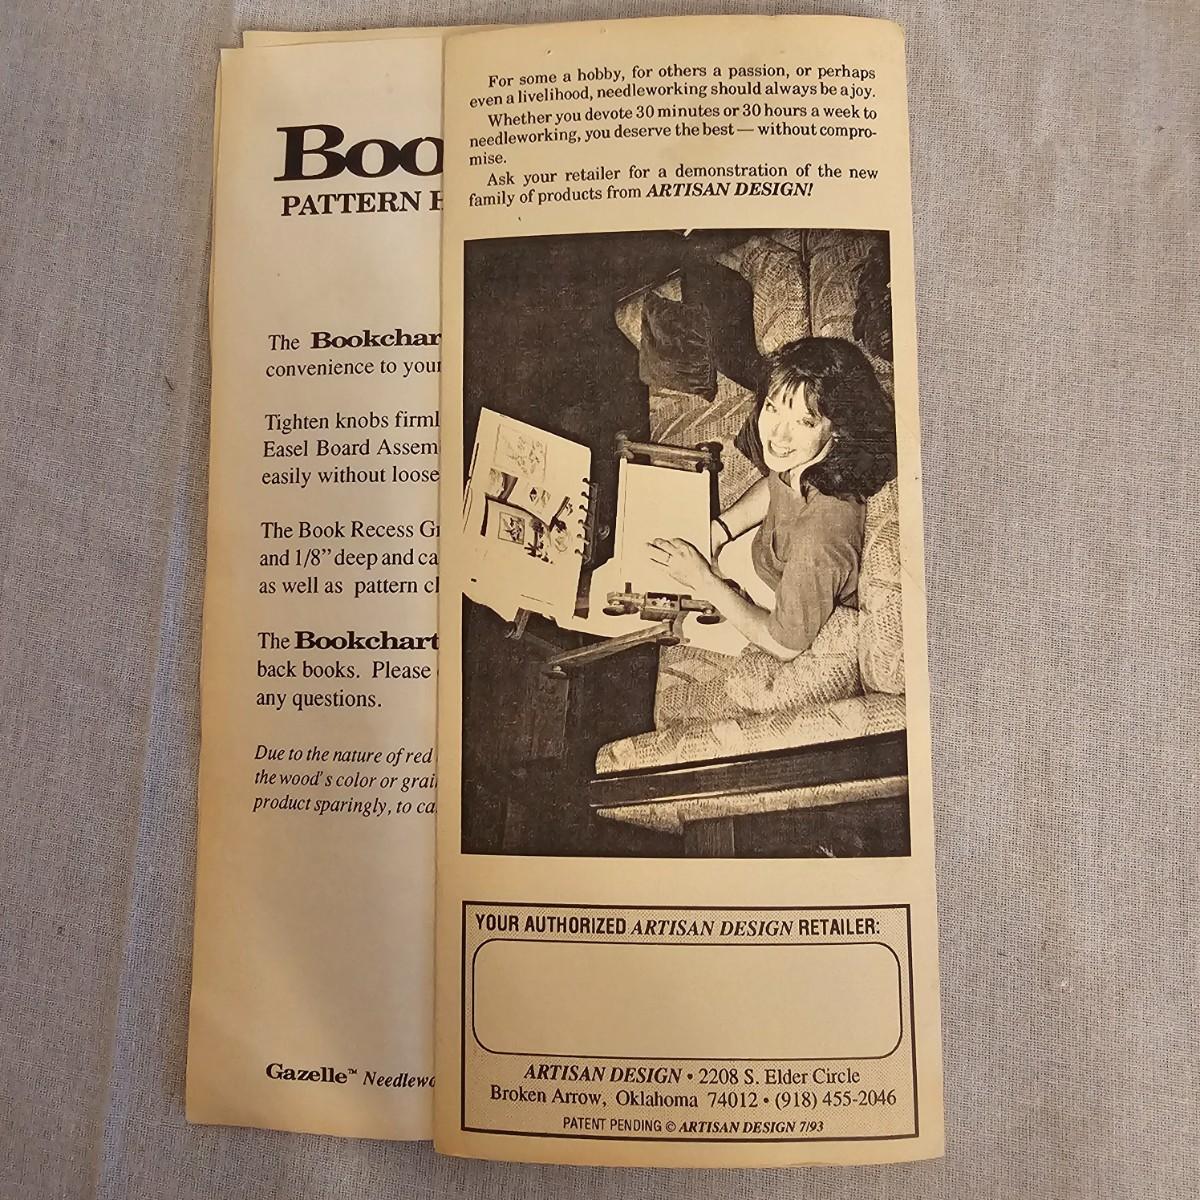 Boo
PATTERN
The Bookchar
convenience to your
Tighten knobs firml
Easel Board Assem
easily without loose
The Book Recess Gr
and 1/8” deep and ca
as well as pattern cl
The Bookchart
back books. Please
any questions.
Due to the nature of red
the wood's color or grai
product sparingly, to ca
Gazelle™ Needlewo
For some a hobby, for others a passion, or perhaps
even a livelihood, needleworking should always be a joy.
Whether you devote 30 minutes or 30 hours a week to
needleworking, you deserve the best — without compro-
mise.
Ask your retailer for a demonstration of the new
family of products from ARTISAN DESIGN!
YOUR AUTHORIZED ARTISAN DESIGN RETAILER:
ARTISAN DESIGN • 2208 S. Elder Circle
Broken Arrow, Oklahoma 74012 • (918) 455-2046
PATENT PENDING © ARTISAN DESIGN 7/93